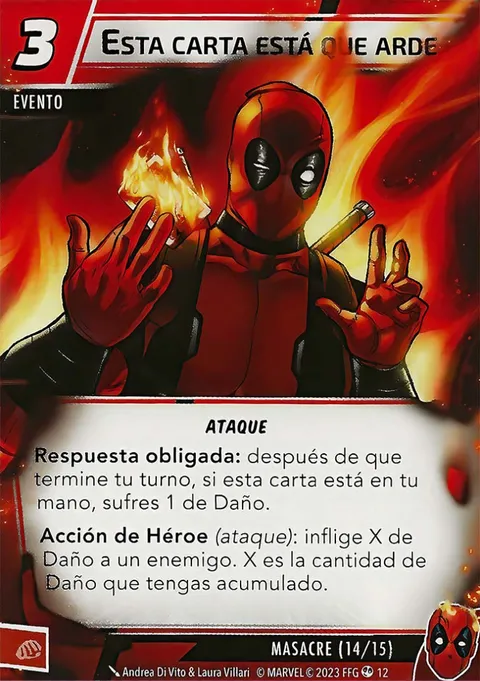 3
ESTA CARTA ESTÁ QUE ARDE
EVENTO
ATAQUE
Respuesta obligada: después de que
termine tu turno, si esta carta está en tu
mano, sufres 1 de Daño.
Acción de Héroe (ataque): inflige X de
Daño a un enemigo. X es la cantidad de
Daño que tengas acumulado.
MASACRE (14/15)
Andrea Di Vito & Laura Villari © MARVEL © 2023 FFG 12